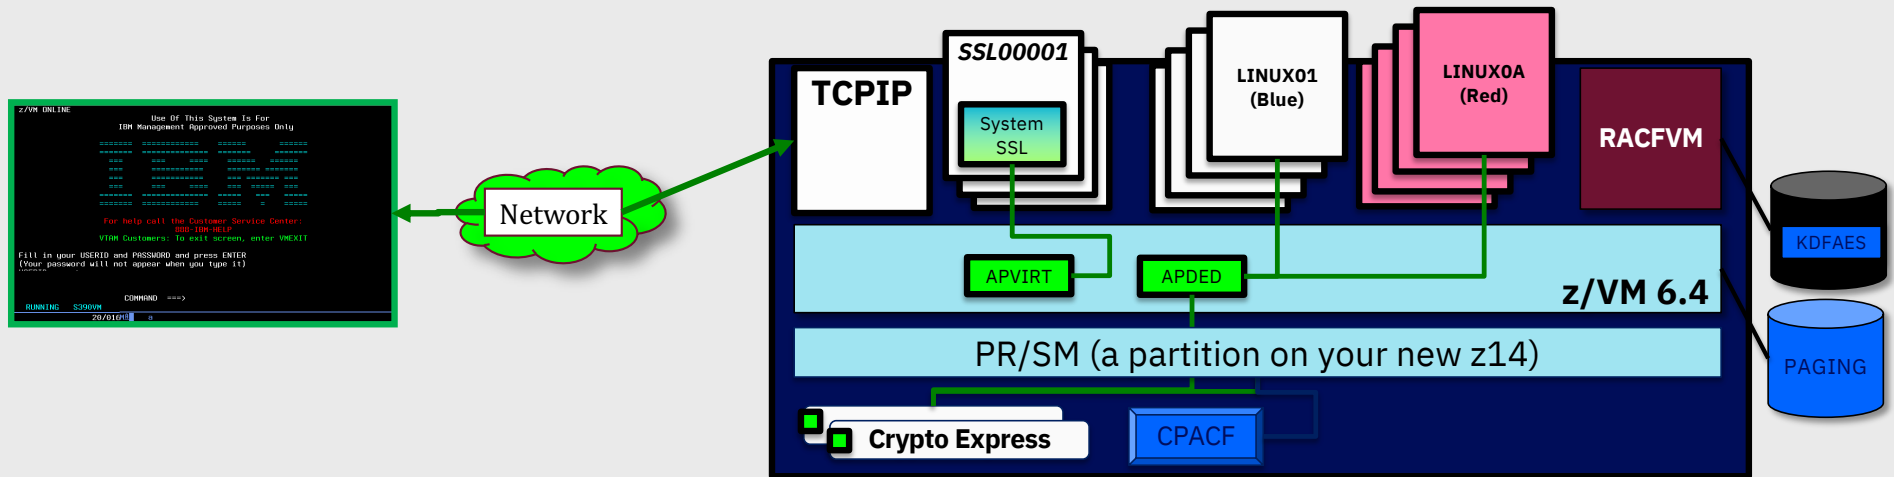 z/VM ONLINE
Use Of This System Is For
IBM Management Approved Purposes Only
For help call the Customer Service Center:
800-IBM-HELP
VTAM Customers: To exit screen, enter VMEXIT
Fill in your USERID and PASSWORD and press ENTER
(Your password will not appear when you type it)
COMMAND ===>
RUNNING S390VM
Network
TCPIP
SSL00001
System
SSL
LINUX01
(Blue)
LINUX0A
(Red)
RACFVM
KDFAES
APVIRT
APDED
z/VM 6.4
PAGING
PR/SM (a partition on your new z14)
Crypto Express
CPACF